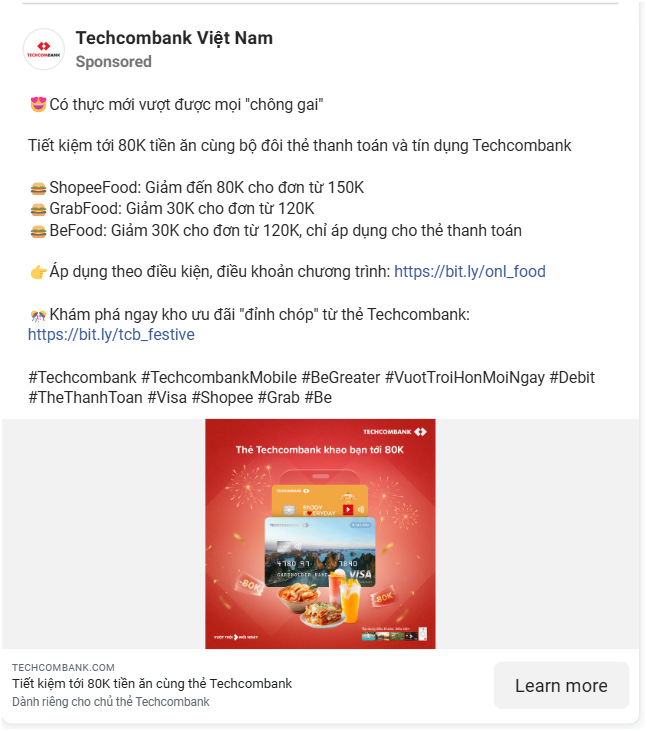 Techcombank Việt Nam
Sponsored
😍Có thực mới vượt được mọi "chông gai"
Tiết kiệm tới 80K tiền ăn cùng bộ đôi thẻ thanh toán và tín dụng Techcombank
🍔ShopeeFood: Giảm đến 80K cho đơn từ 150K
🍔GrabFood: Giảm 30K cho đơn từ 120K
🍔BeFood: Giảm 30K cho đơn từ 120K, chỉ áp dụng cho thẻ thanh toán
👉Áp dụng theo điều kiện, điều khoản chương trình: https://bit.ly/onl_food
🎊Khám phá ngay kho ưu đãi "đỉnh chóp" từ thẻ Techcombank:
https://bit.ly/tcb_festive
#Techcombank #TechcombankMobile #BeGreater #VuotTroiHonMoiNgay #Debit
#TheThanhToan #Visa #Shopee #Grab #Be
TECHCOMBANK
Thẻ Techcombank khao bạn tới 80K
TECHCOMBANK
ENJOY
EVERYDAY
TECHCOMBANK
4780 97 7840
CARDHOLDER NAME
VISA
-80K
-80K
VƯỢT TRỘI MỖI NGÀY
TECHCOMBANK.COM
Tiết kiệm tới 80K tiền ăn cùng thẻ Techcombank
Dành riêng cho chủ thẻ Techcombank
Learn more